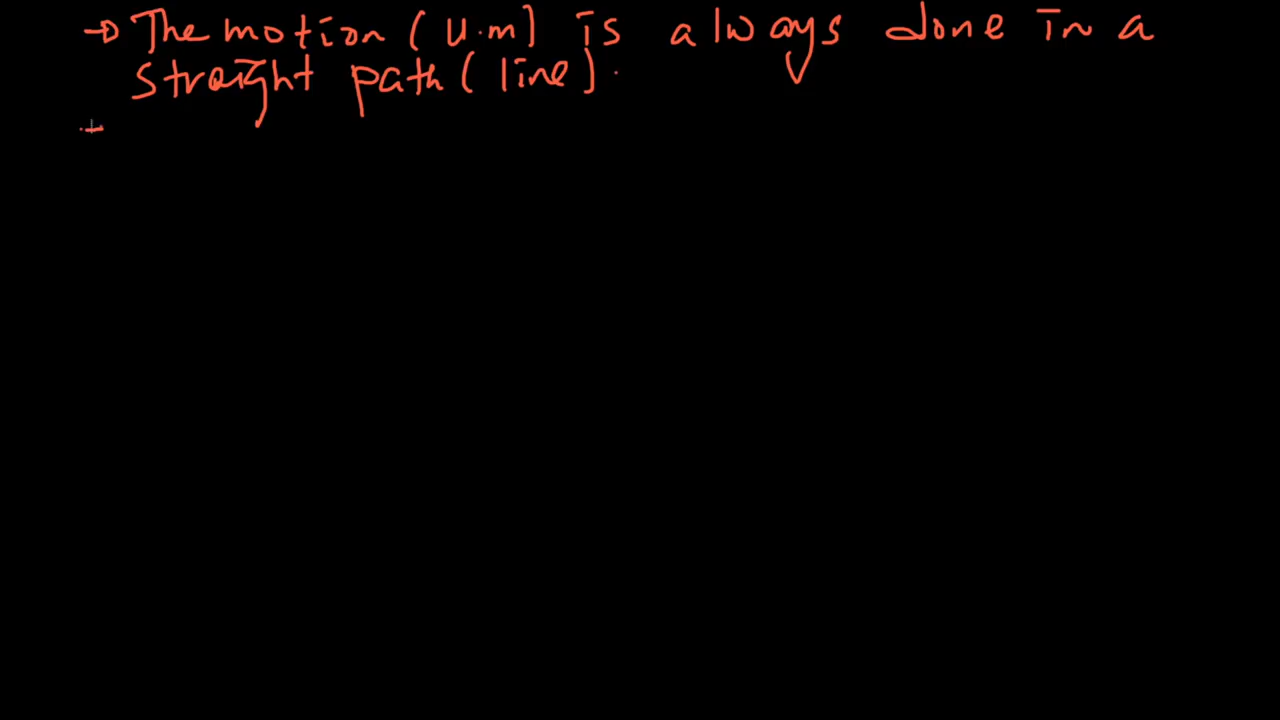 → The motion (U.m) is always done in a
straight path (line).